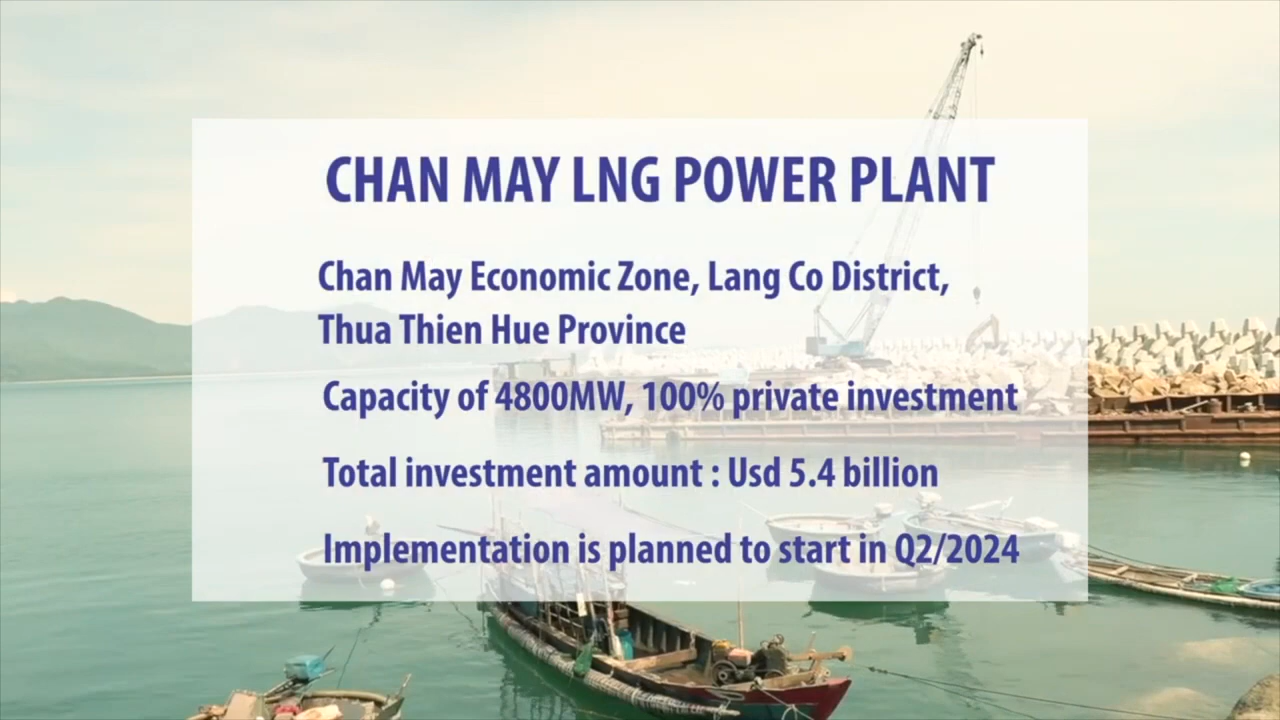 CHAN MAY LNG POWER PLANT
Chan May Economic Zone, Lang Co District,
Thua Thien Hue Province
Capacity of 4800MW, 100% private investment
Total investment amount : Usd 5.4 billion
Implementation is planned to start in Q2/2024